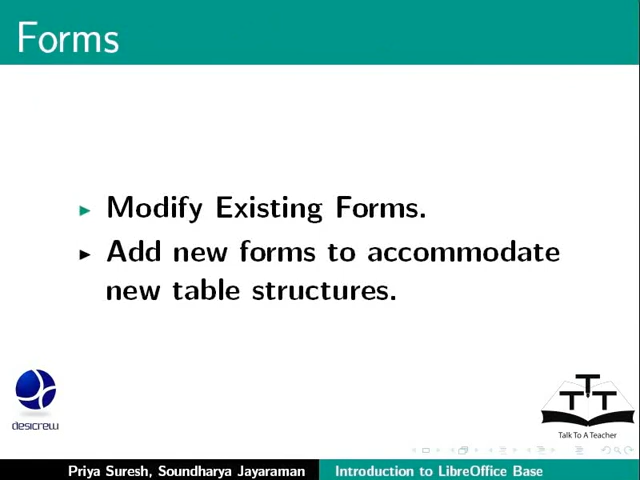 Forms
Modify Existing Forms.
Add new forms to accommodate
new table structures.
desicrew
T
T T
Talk To A Teacher
Priya Suresh, Soundharya Jayaraman Introduction to LibreOffice Base